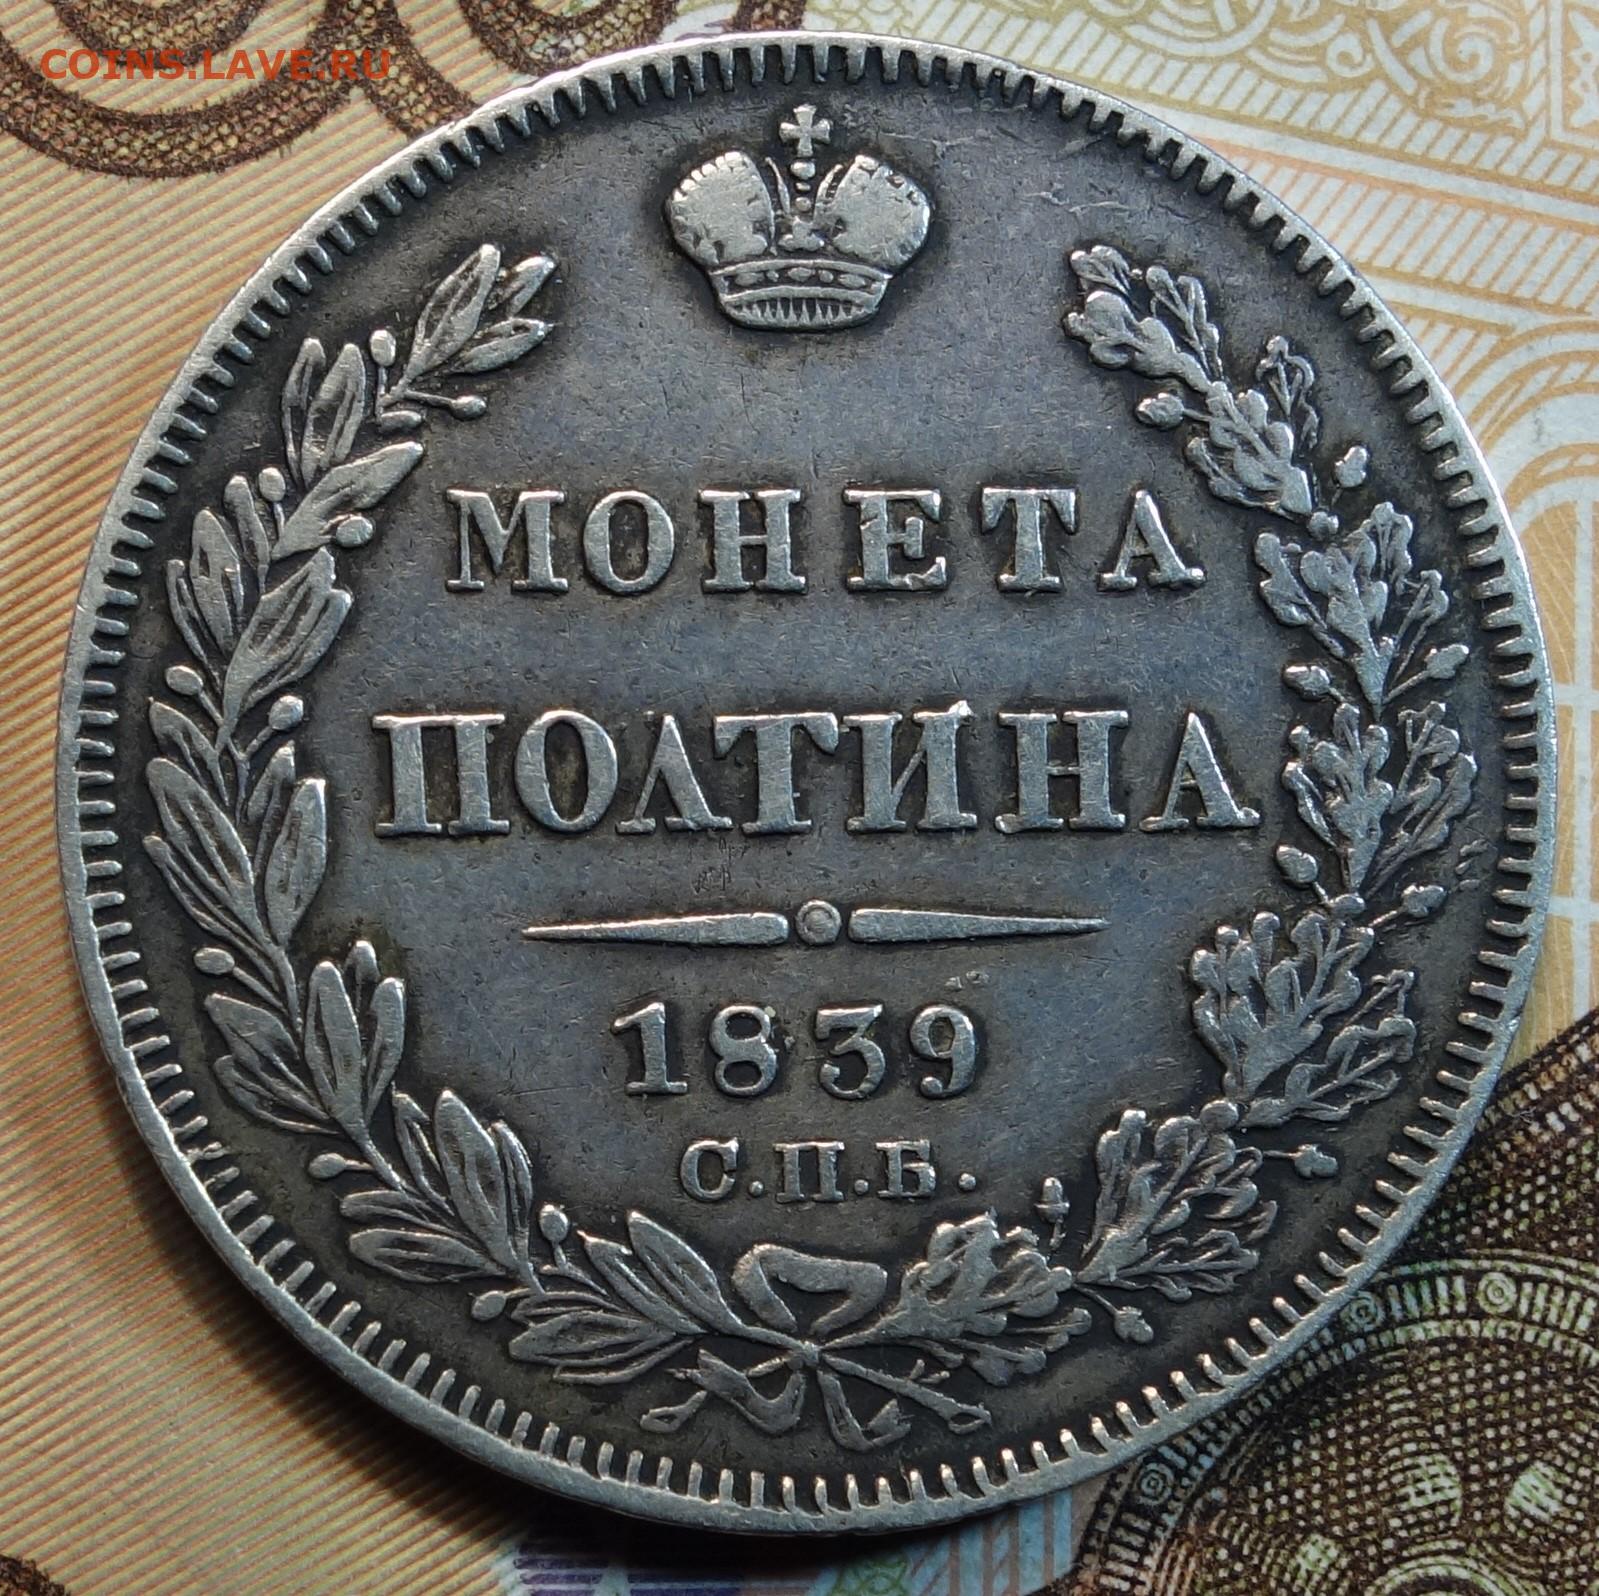 COINS.LAVE.RU
МОНЕТА
ПОЛТИНА
1839
С.П.Б.